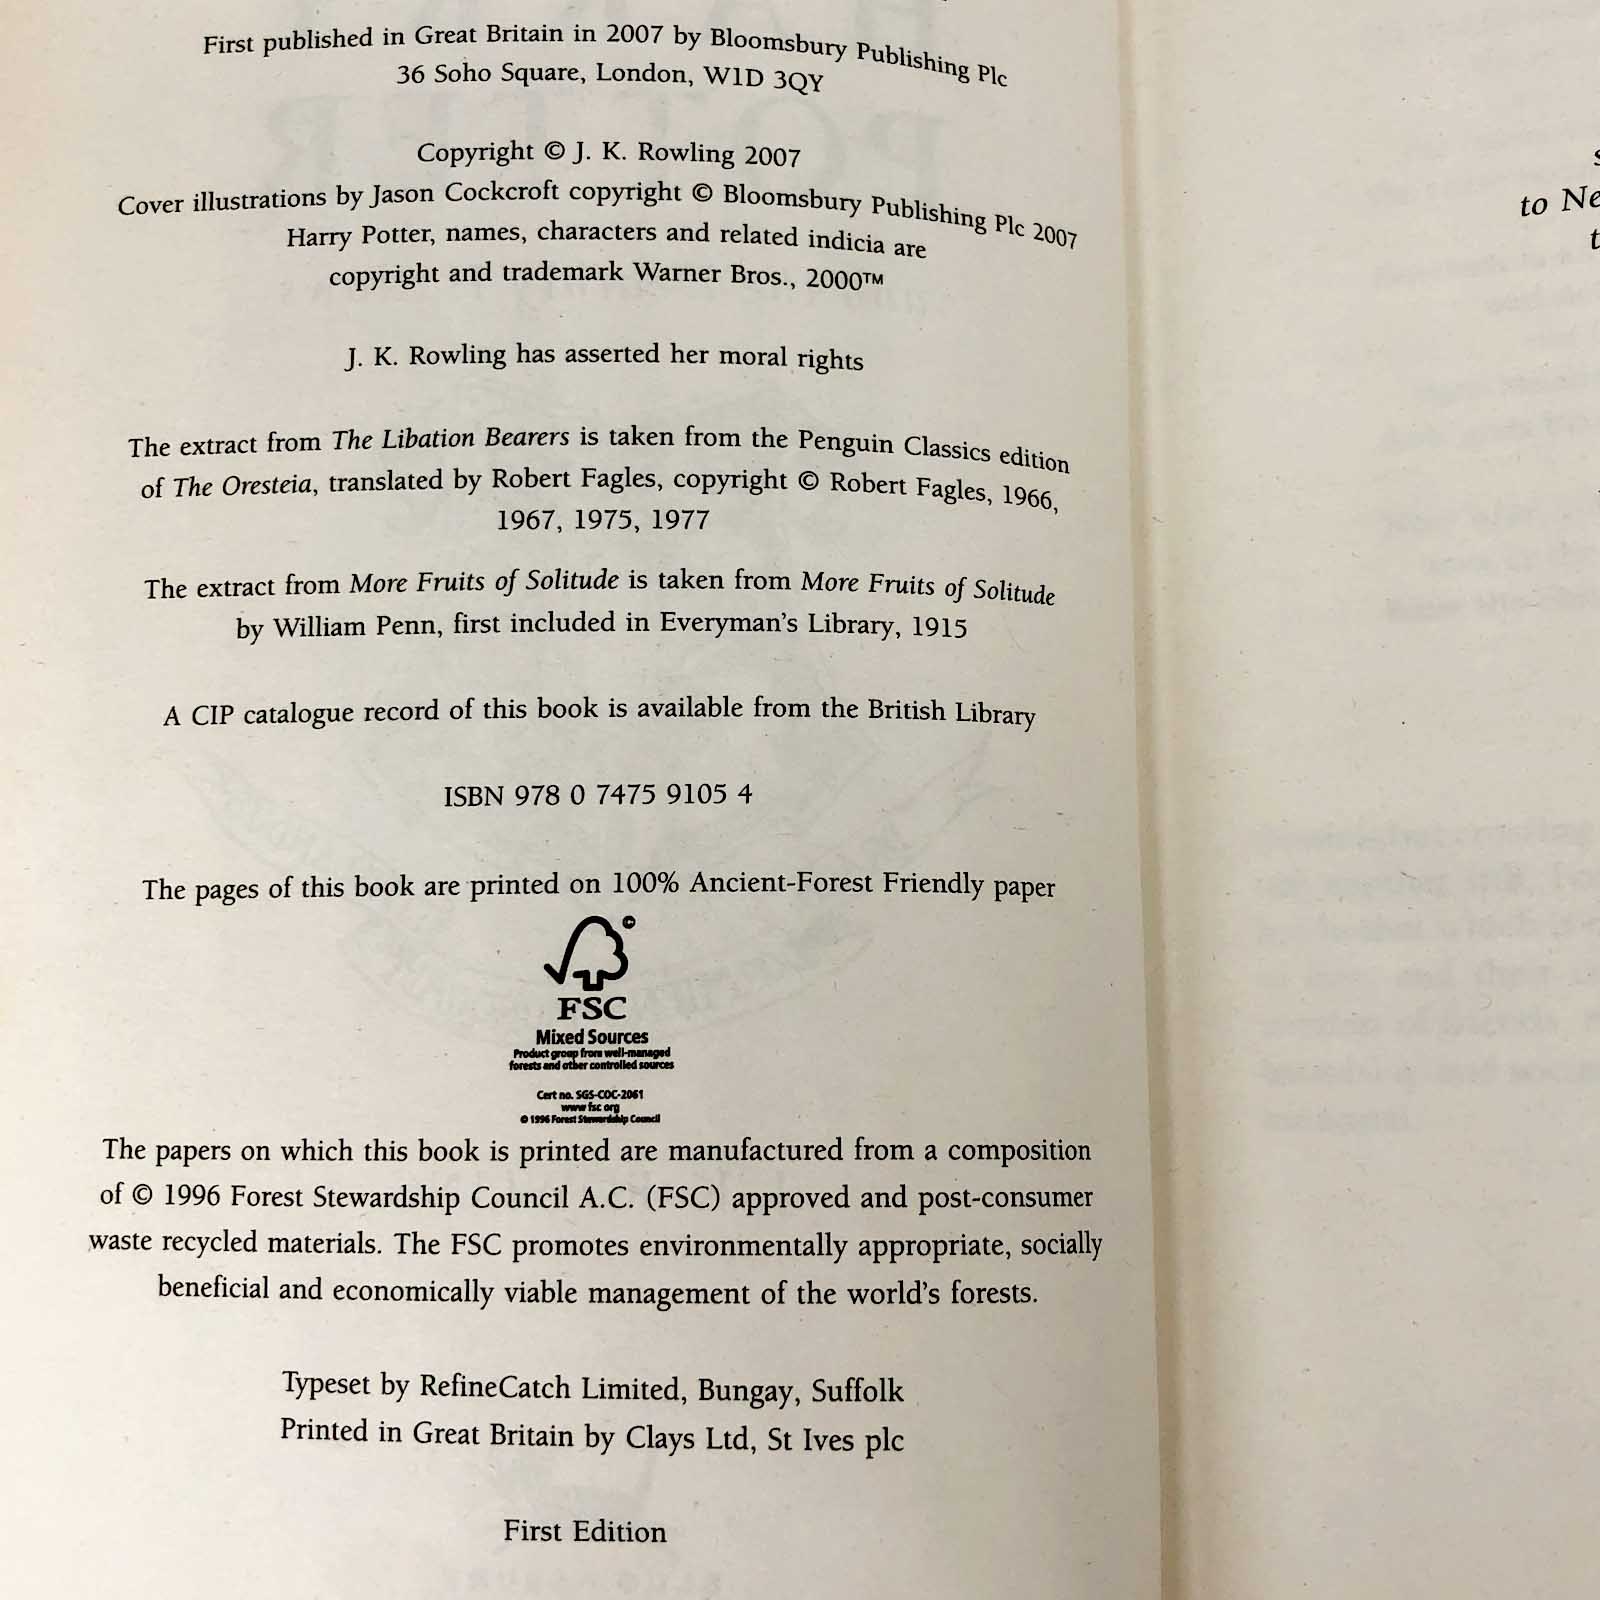 First published in Great Britain in 2007 by Bloomsbury Publishing Plc
36 Soho Square, London, W1D 3QY
Copyright © J. K. Rowling 2007
Cover illustrations by Jason Cockcroft copyright © Bloomsbury Publishing Plc 2007
Harry Potter, names, characters and related indicia are
copyright and trademark Warner Bros., 2000™
J. K. Rowling has asserted her moral rights
The extract from The Libation Bearers is taken from the Penguin Classics edition
of The Oresteia, translated by Robert Fagles, copyright © Robert Fagles, 1966,
1967, 1975, 1977
The extract from More Fruits of Solitude is taken from More Fruits of Solitude
by William Penn, first included in Everyman's Library, 1915
A CIP catalogue record of this book is available from the British Library
ISBN 978 0 7475 9105 4
The pages of this book are printed on 100% Ancient-Forest Friendly paper
©
FSC
Mixed Sources
Product group from well-managed
forests and other controlled sources
Cert no. SGS-COC-2061
www.fsc.org
© 1996 Forest Stewardship Council
The papers on which this book is printed are manufactured from a composition
of © 1996 Forest Stewardship Council A.C. (FSC) approved and post-consumer
waste recycled materials. The FSC promotes environmentally appropriate, socially
beneficial and economically viable management of the world's forests.
Typeset by RefineCatch Limited, Bungay, Suffolk
Printed in Great Britain by Clays Ltd, St Ives plc
First Edition
to Ne